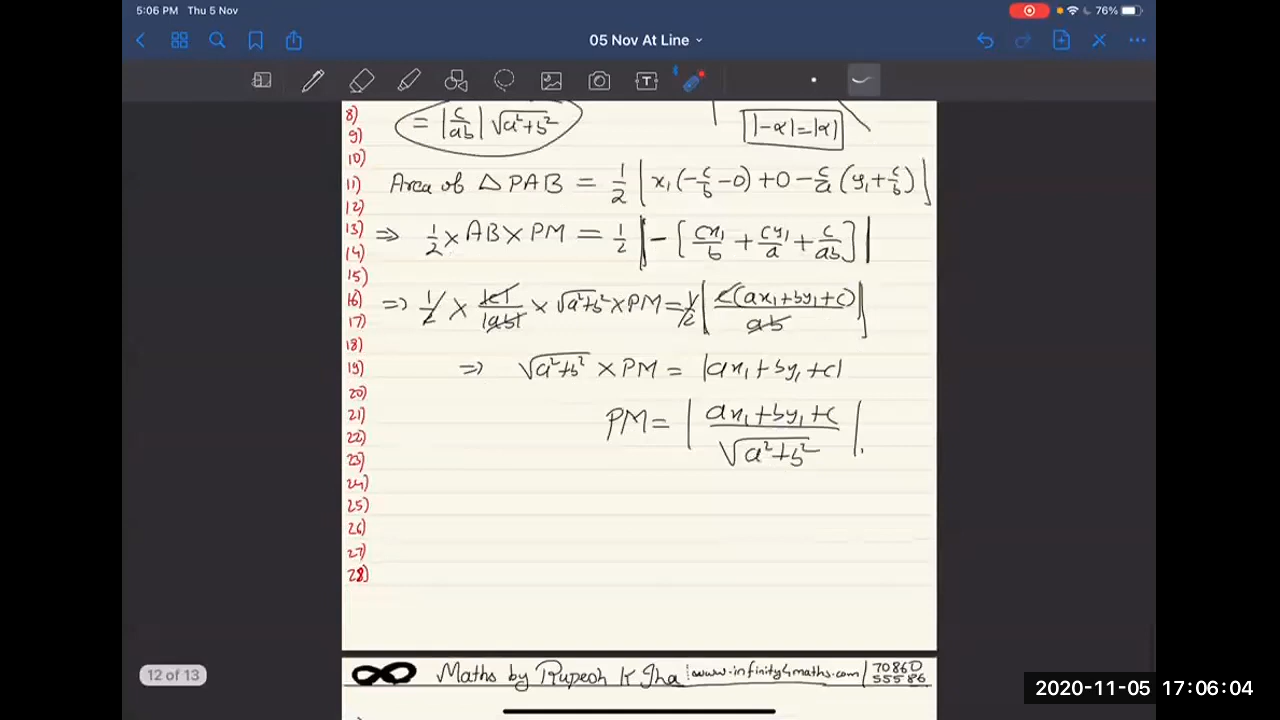 5:06 PM Thu 5 Nov
76%
05 Nov At Line
8)
= |c/ab| √a²+b²
|-α|=|α|
9)
10)
11) Area of △PAB = 1/2 | x₁(-c/b-0)+0-c/a(y₁+c/b) |
12)
13) ⇒ 1/2 × AB × PM = 1/2 |-[cx₁/b + cy₁/a + c/ab]|
14)
15)
16) ⇒ 1/2 × |c|/|ab| × √a²+b² × PM = 1/2 | c(ax₁+by₁+c)/ab |
17)
18)
19) ⇒ √a²+b² × PM = |ax₁+by₁+c|
20)
21) PM = | ax₁+by₁+c/√a²+b² |.
22)
23)
24)
25)
26)
27)
28)
12 of 13
Maths by Rupesh K Jha | www.infinity4maths.com | 70860 55586
2020-11-05 17:06:04